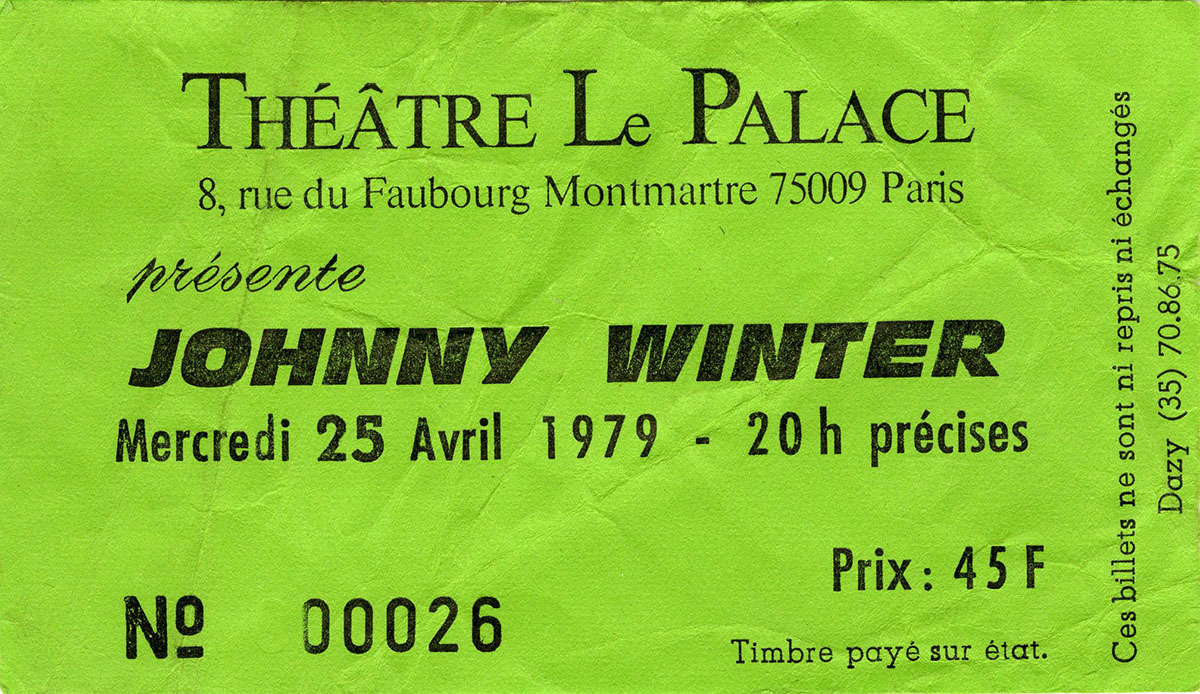 THÉÂTRE Le PALACE
8, rue du Faubourg Montmartre 75009 Paris
présente
JOHNNY WINTER
Mercredi 25 Avril 1979 - 20 h précises
Prix : 45 F
Nº 00026
Timbre payé sur état.
Ces billets ne sont ni repris ni échangés
Dazy (35) 70.86.75